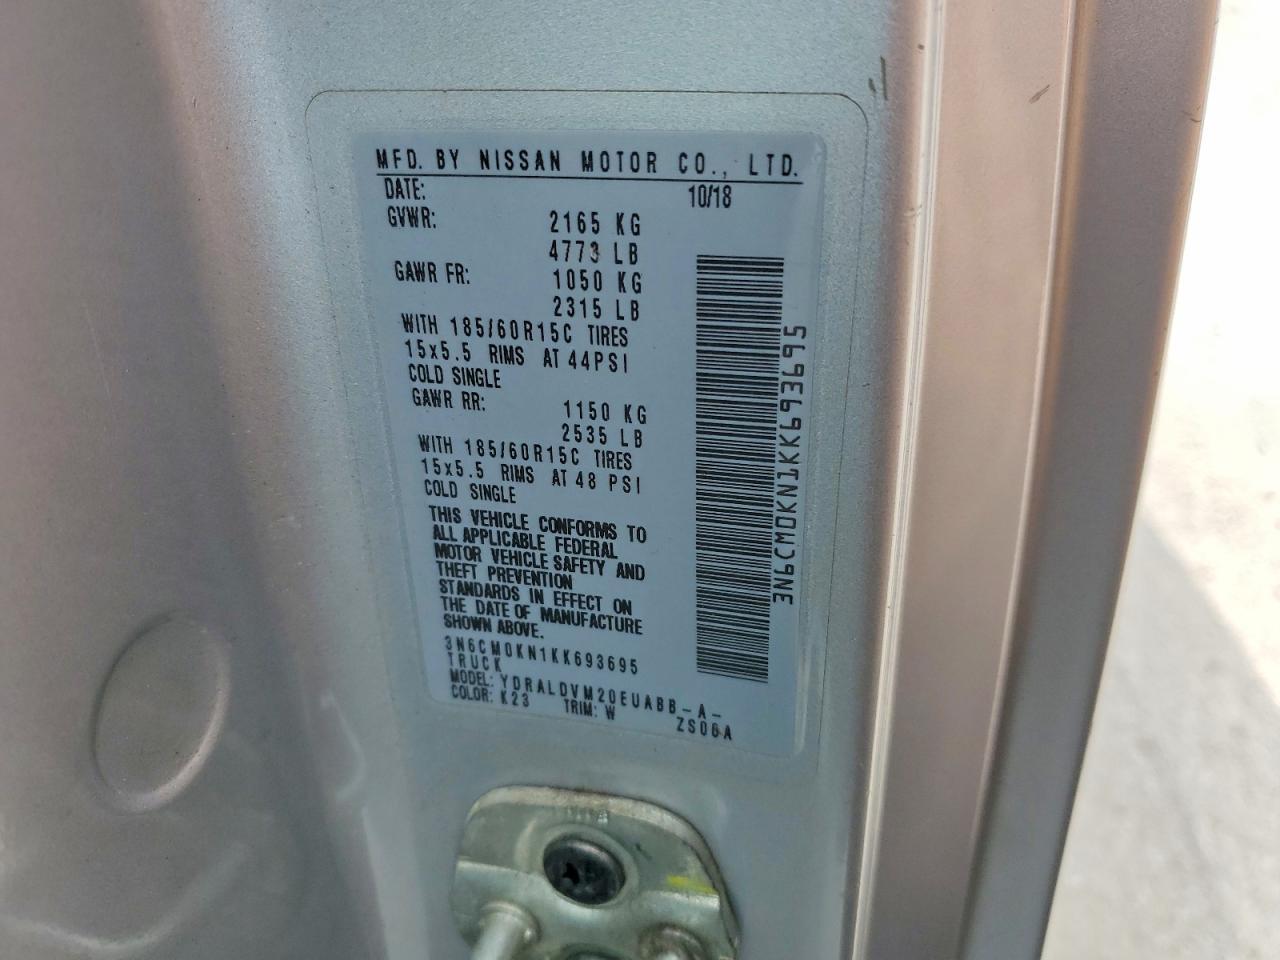 MFD. BY NISSAN MOTOR CO., LTD.
DATE: 10/18
GVWR: 2165 KG
4773 LB
GAWR FR: 1050 KG
2315 LB
WITH 185/60R15C TIRES
15x5.5 RIMS AT 44PSI
COLD SINGLE
GAWR RR: 1150 KG
2535 LB
WITH 185/60R15C TIRES
15x5.5 RIMS AT 48 PSI
COLD SINGLE
THIS VEHICLE CONFORMS TO
ALL APPLICABLE FEDERAL
MOTOR VEHICLE SAFETY AND
THEFT PREVENTION
STANDARDS IN EFFECT ON
THE DATE OF MANUFACTURE
SHOWN ABOVE.
3N6CM0KN1KK693695
TRUCK
MODEL: YDRALDVM20EUABB-A-
COLOR: K23 TRIM: W ZS06A
3N6CM0KN1KK693695